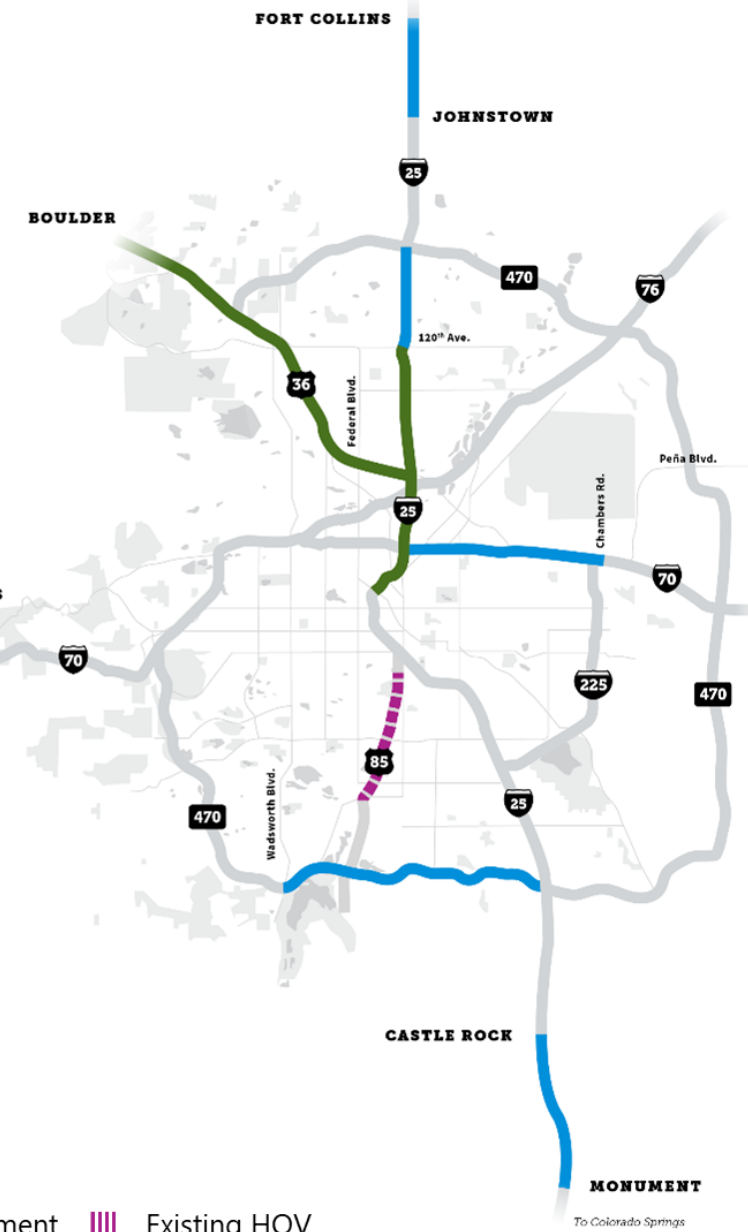 FORT COLLINS
JOHNSTOWN
25
BOULDER
470
76
120th Ave.
36
Federal Blvd.
Peña Blvd.
Chambers Rd.
25
70
70
225
470
85
Wadsworth Blvd.
25
470
CASTLE ROCK
MONUMENT
Existing HOV
To Colorado Springs